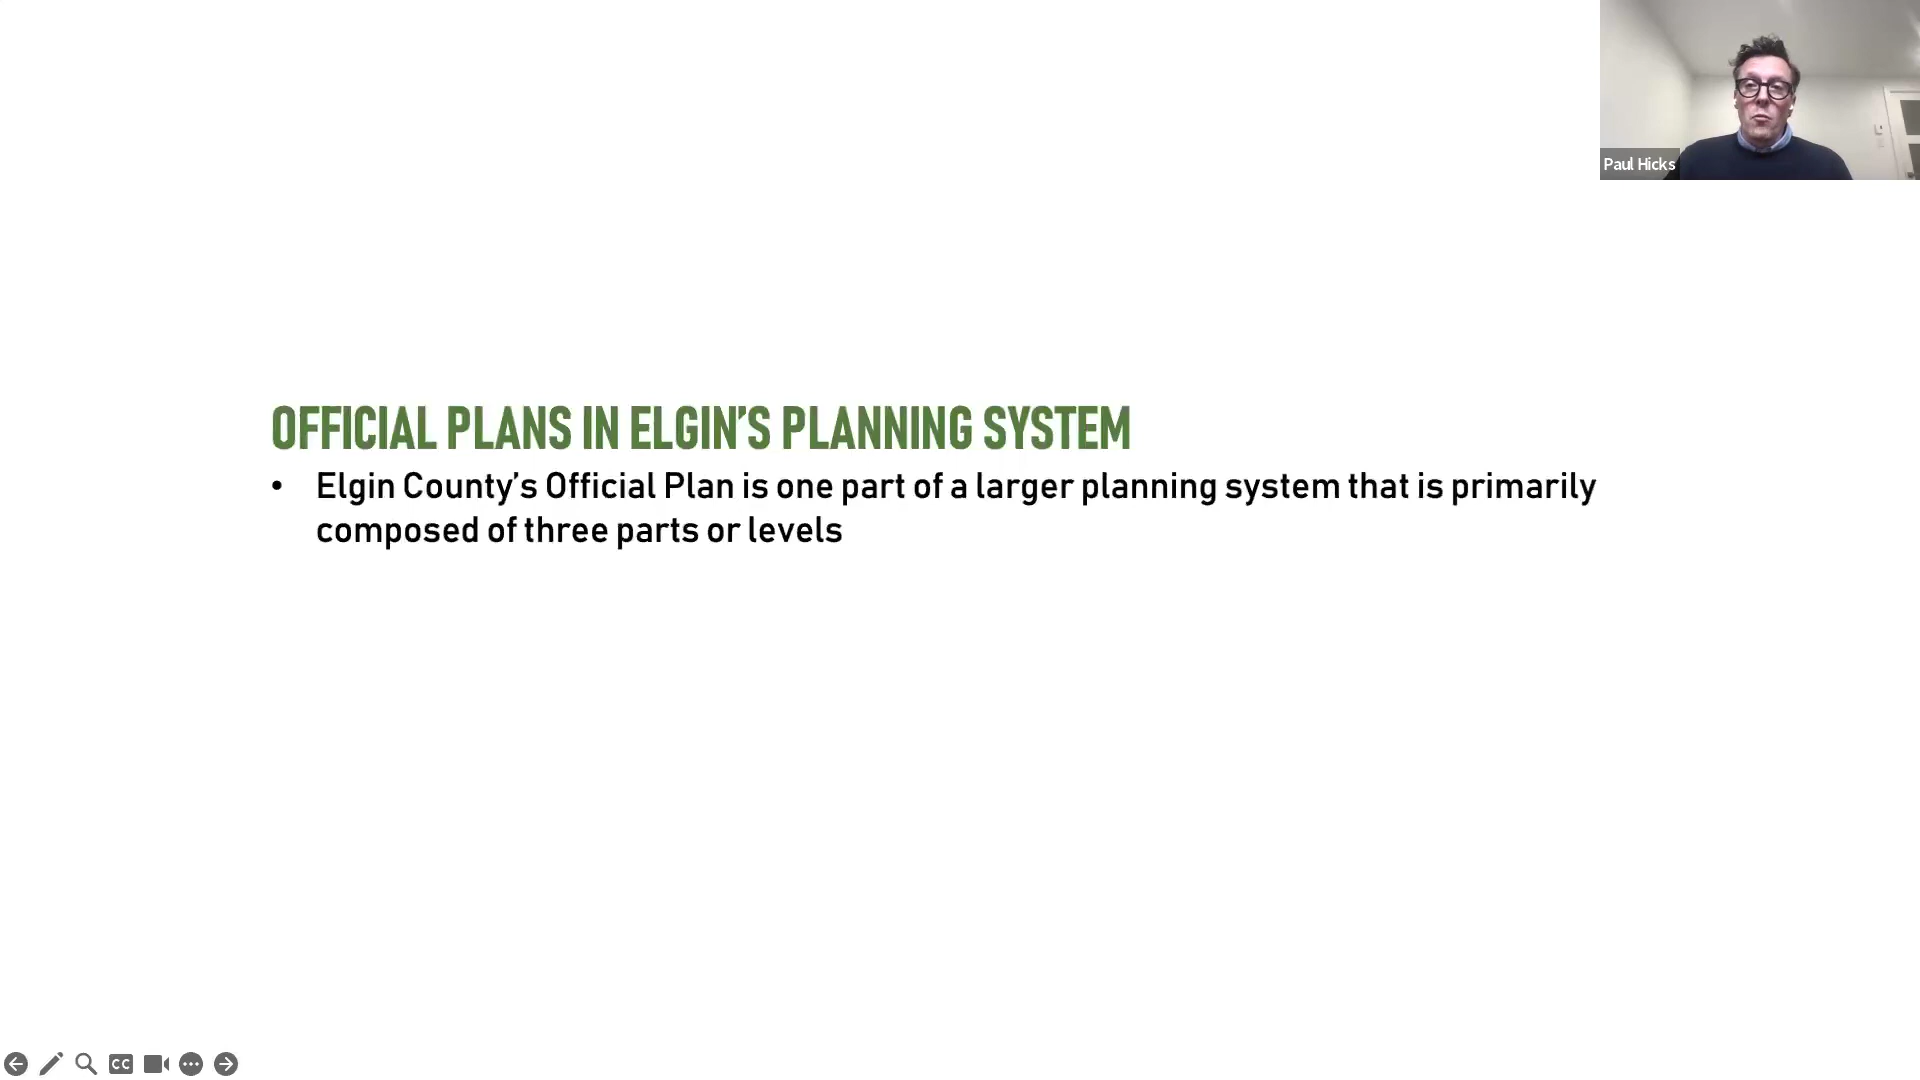 Paul Hicks
OFFICIAL PLANS IN ELGIN’S PLANNING SYSTEM
• Elgin County’s Official Plan is one part of a larger planning system that is primarily
composed of three parts or levels
CC